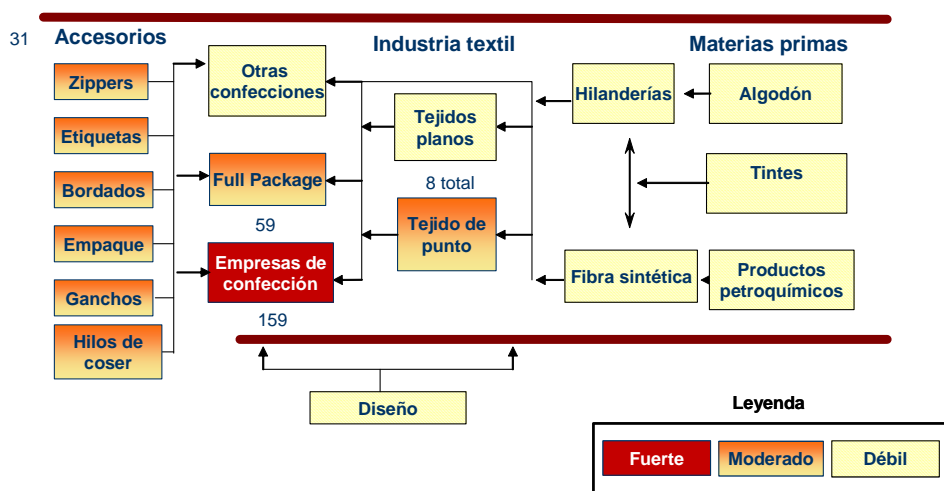 31
Accesorios
Industria textil
Materias primas
Zippers
Etiquetas
Bordados
Empaque
Ganchos
Hilos de
coser
Otras
confecciones
Full Package
59
Empresas de
confección
159
Tejidos
planos
8 total
Tejido de
punto
Hilanderías
Fibra sintética
Algodón
Tintes
Productos
petroquímicos
Diseño
Leyenda
Fuerte
Moderado
Débil